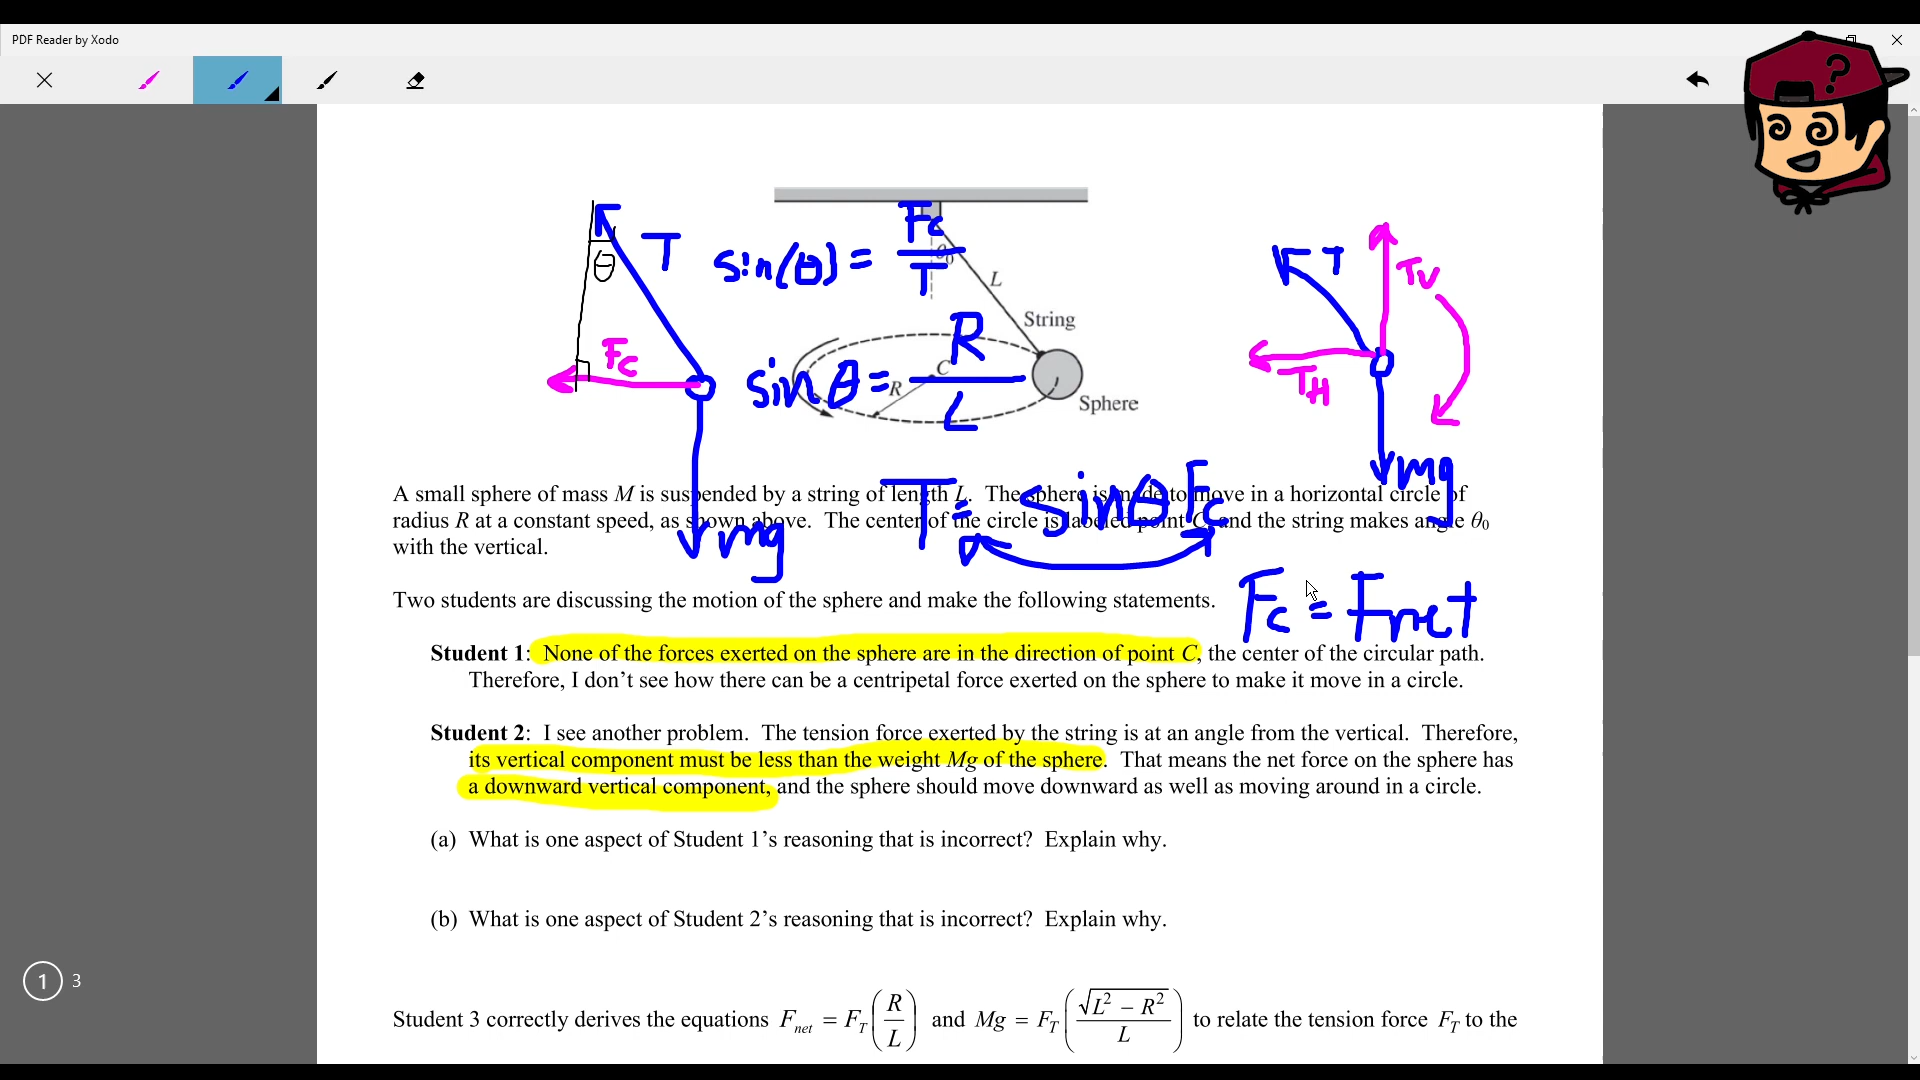 PDF Reader by Xodo
?
T
θ
Fc
mg
sin(θ) = Fc/T
θ0
L
String
sinθ = R/L
C
R
Sphere
T
Tv
TH
mg
A small sphere of mass M is suspended by a string of length L. The sphere is made to move in a horizontal circle of
radius R at a constant speed, as shown above. The center of the circle is labeled point C, and the string makes angle θ0
with the vertical.
T = sinθ Fc
Two students are discussing the motion of the sphere and make the following statements.
Fc = Fnet
Student 1: None of the forces exerted on the sphere are in the direction of point C, the center of the circular path.
Therefore, I don’t see how there can be a centripetal force exerted on the sphere to make it move in a circle.
Student 2: I see another problem. The tension force exerted by the string is at an angle from the vertical. Therefore,
its vertical component must be less than the weight Mg of the sphere. That means the net force on the sphere has
a downward vertical component, and the sphere should move downward as well as moving around in a circle.
(a) What is one aspect of Student 1’s reasoning that is incorrect? Explain why.
(b) What is one aspect of Student 2’s reasoning that is incorrect? Explain why.
1 3
Student 3 correctly derives the equations Fnet = FT(R/L) and Mg = FT(√(L² − R²)/L) to relate the tension force FT to the